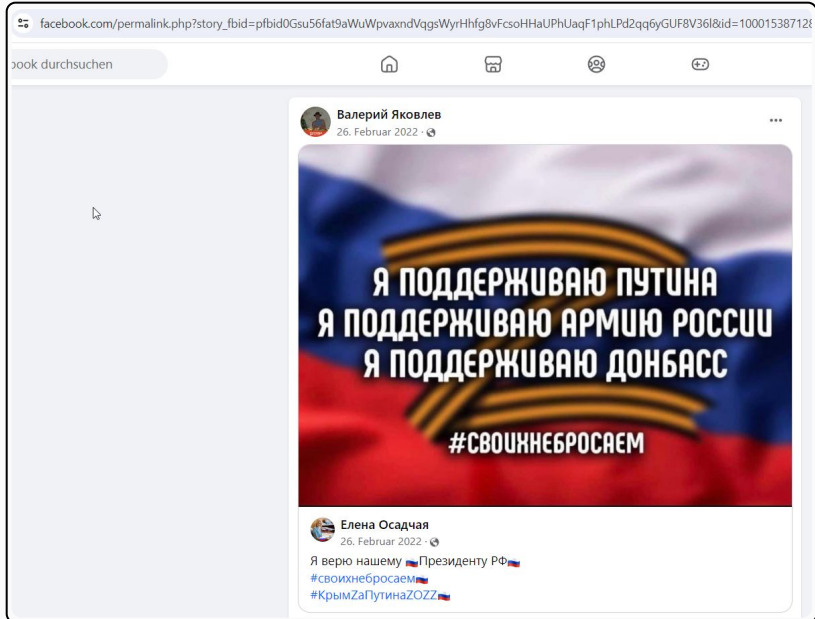 facebook.com/permalink.php?story_fbid=pfbid0Gsu56fat9aWuWpvaxndVqgsWyrHhfg8vFcsoHHaUPhUaqF1phLPd2qq6yGUF8V36l&id=100015387128
book durchsuchen
Валерий Яковлев
26. Februar 2022 ·
Я ПОДДЕРЖИВАЮ ПУТИНА
Я ПОДДЕРЖИВАЮ АРМИЮ РОССИИ
Я ПОДДЕРЖИВАЮ ДОНБАСС
#СВОИХНЕБРОСАЕМ
Елена Осадчая
26. Februar 2022 ·
Я верю нашему 🇷🇺Президенту РФ🇷🇺
#своихнебросаем🇷🇺
#КрымZаПутинаZOZZ🇷🇺